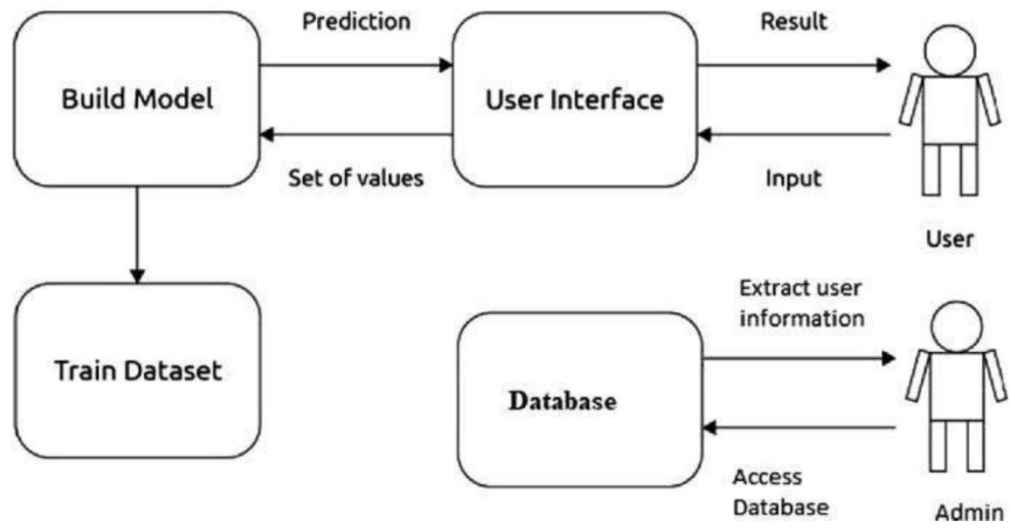 Prediction
Result
Build Model
User Interface
Set of values
Input
User
Extract user
information
Train Dataset
Database
Access
Database
Admin